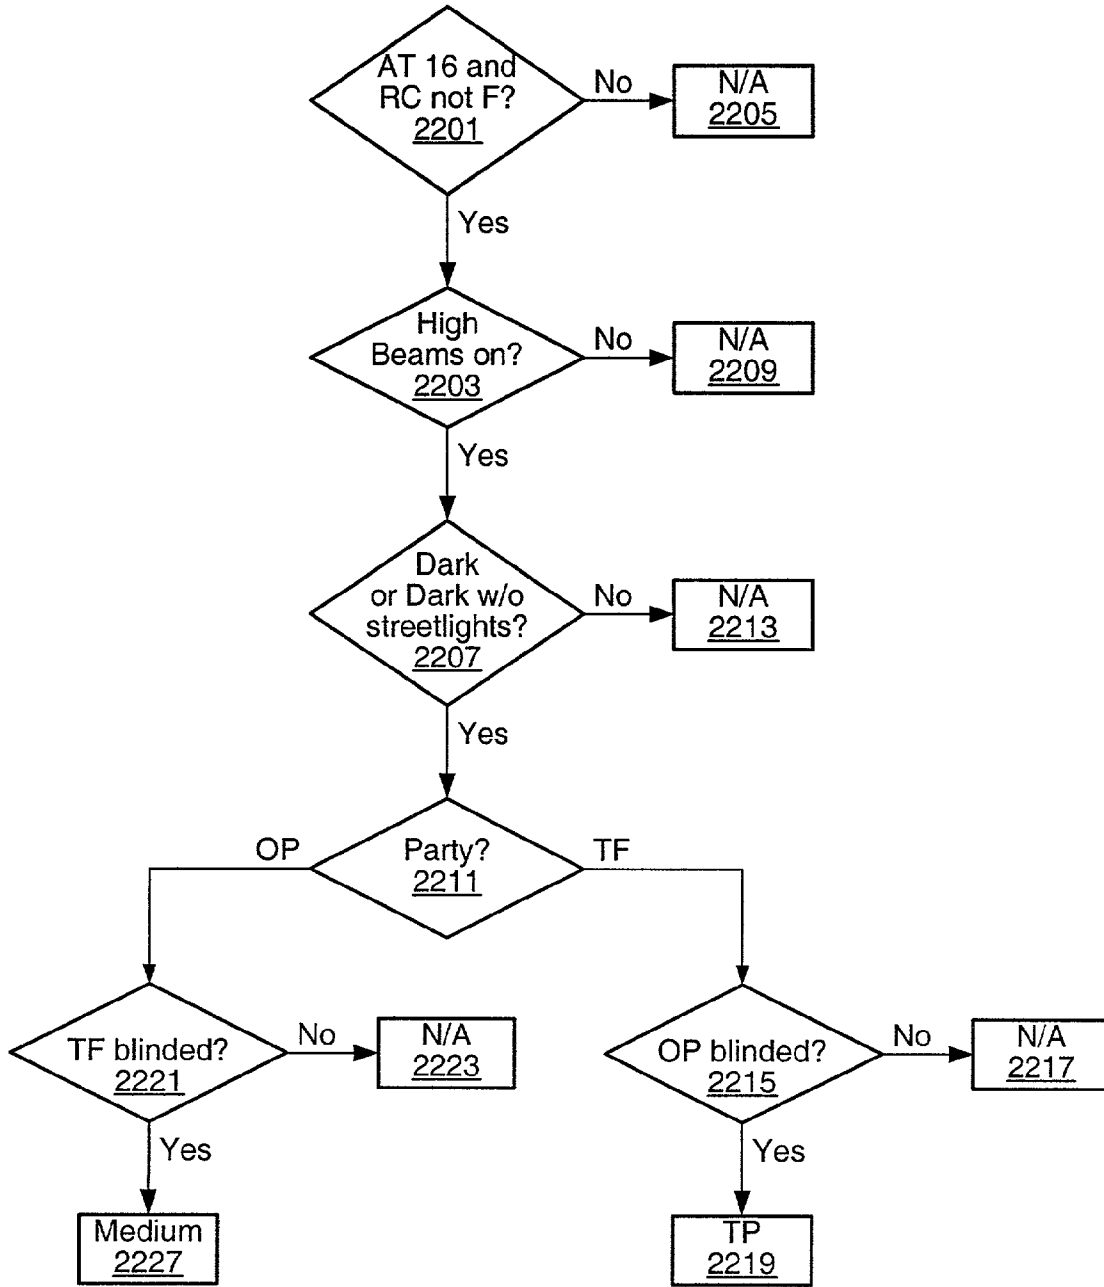 AT 16 and
RC not F?
2201
No
N/A
2205
Yes
High
Beams on?
2203
No
N/A
2209
Yes
Dark
or Dark w/o
streetlights?
2207
No
N/A
2213
Yes
OP
Party?
2211
TF
TF blinded?
2221
No
N/A
2223
OP blinded?
2215
No
N/A
2217
Yes
Yes
Medium
2227
TP
2219